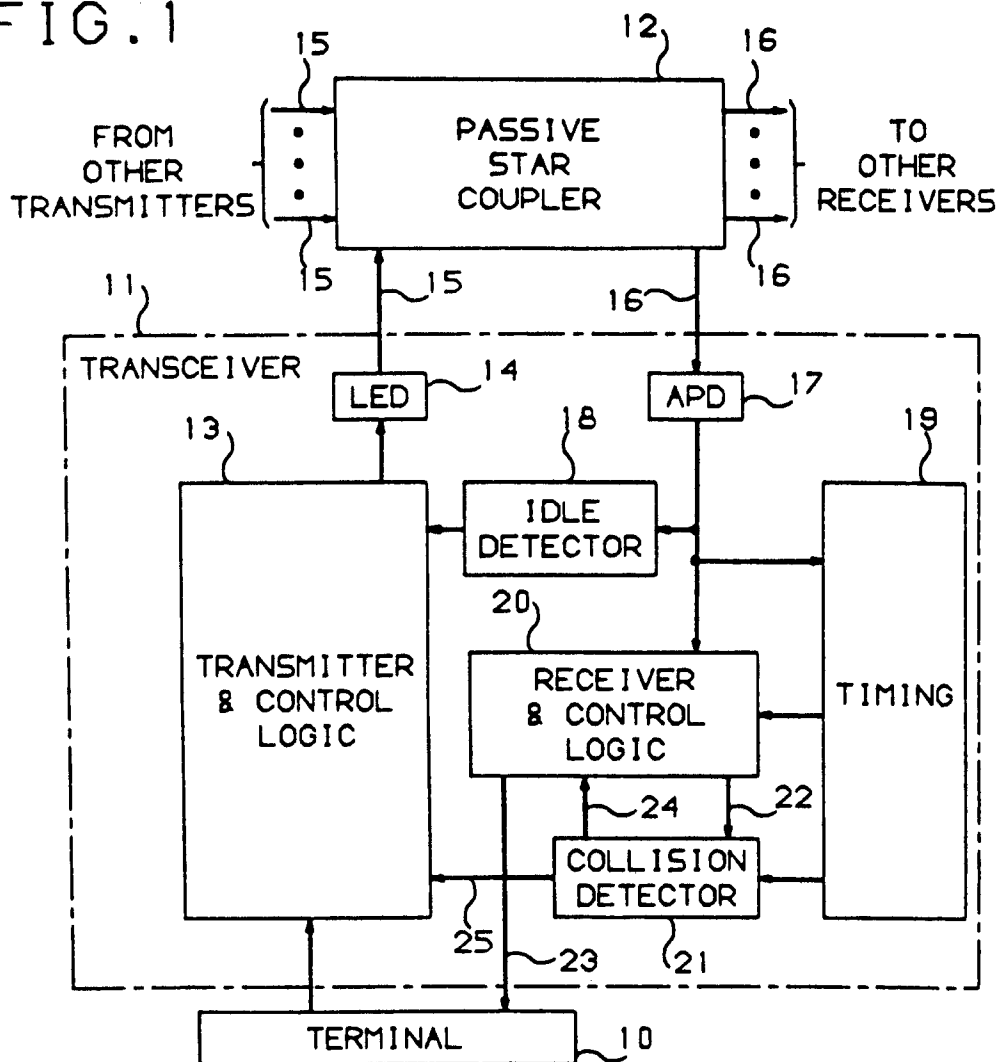 FIG.1
15
12
16
FROM
OTHER
TRANSMITTERS
PASSIVE
STAR
COUPLER
TO
OTHER
RECEIVERS
15
15
16
16
11
TRANSCEIVER
LED
14
APD
17
13
18
19
IDLE
DETECTOR
20
TRANSMITTER
& CONTROL
LOGIC
RECEIVER
& CONTROL
LOGIC
TIMING
24
22
COLLISION
DETECTOR
25
23
21
TERMINAL
10